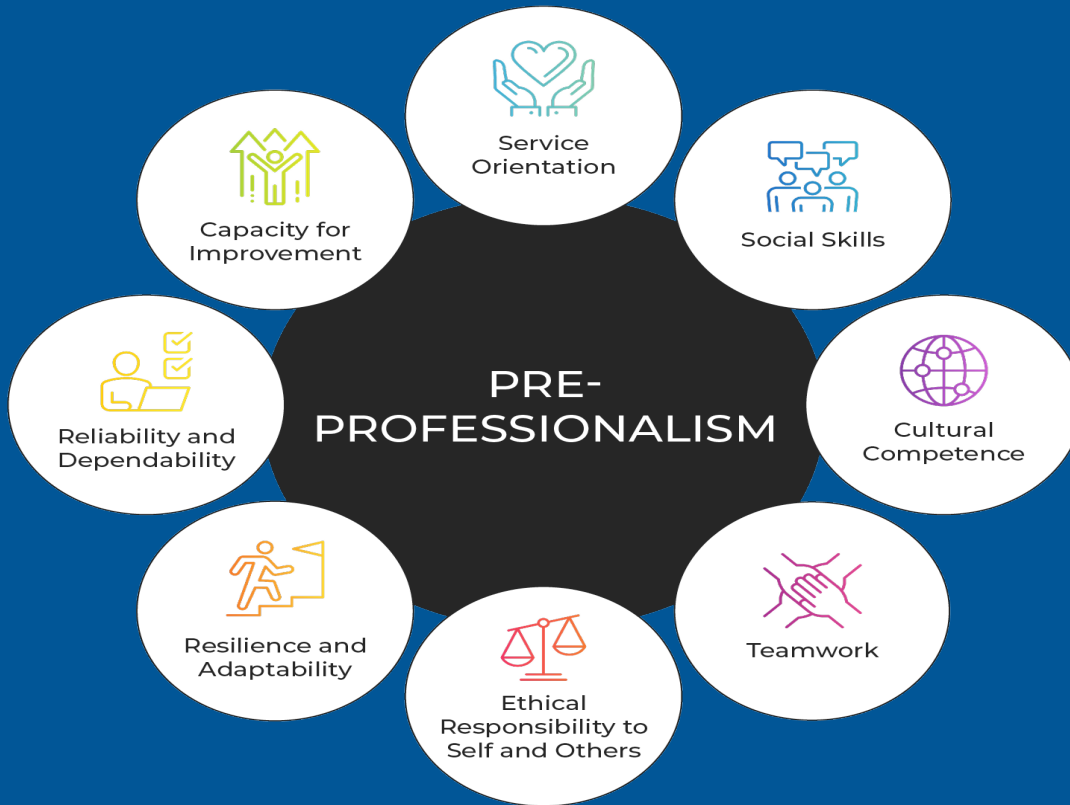 Service
Orientation
Social Skills
Cultural
Competence
Teamwork
Ethical
Responsibility to
Self and Others
Resilience and
Adaptability
Reliability and
Dependability
Capacity for
Improvement
PRE-
PROFESSIONALISM